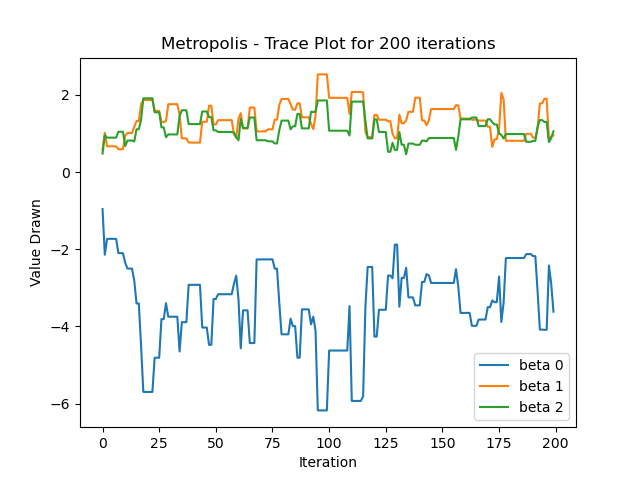 Metropolis - Trace Plot for 200 iterations
Value Drawn
2
0
−2
−4
−6
0
25
50
75
100
125
150
175
200
Iteration
beta 0
beta 1
beta 2